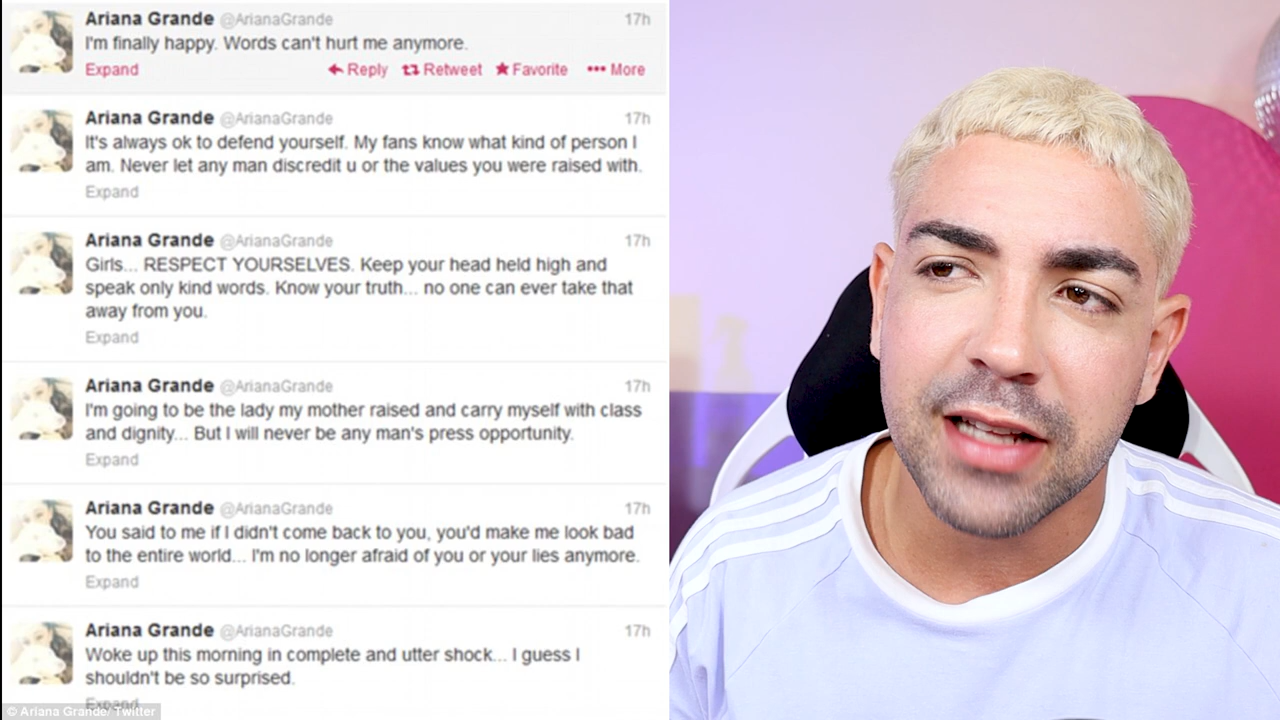 Ariana Grande @ArianaGrande 17h
I'm finally happy. Words can't hurt me anymore.
Expand Reply Retweet Favorite More
Ariana Grande @ArianaGrande 17h
It's always ok to defend yourself. My fans know what kind of person I
am. Never let any man discredit u or the values you were raised with.
Expand
Ariana Grande @ArianaGrande 17h
Girls... RESPECT YOURSELVES. Keep your head held high and
speak only kind words. Know your truth... no one can ever take that
away from you.
Expand
Ariana Grande @ArianaGrande 17h
I'm going to be the lady my mother raised and carry myself with class
and dignity... But I will never be any man's press opportunity.
Expand
Ariana Grande @ArianaGrande 17h
You said to me if I didn't come back to you, you'd make me look bad
to the entire world... I'm no longer afraid of you or your lies anymore.
Expand
Ariana Grande @ArianaGrande 17h
Woke up this morning in complete and utter shock... I guess I
shouldn't be so surprised.
Expand
© Ariana Grande/ Twitter